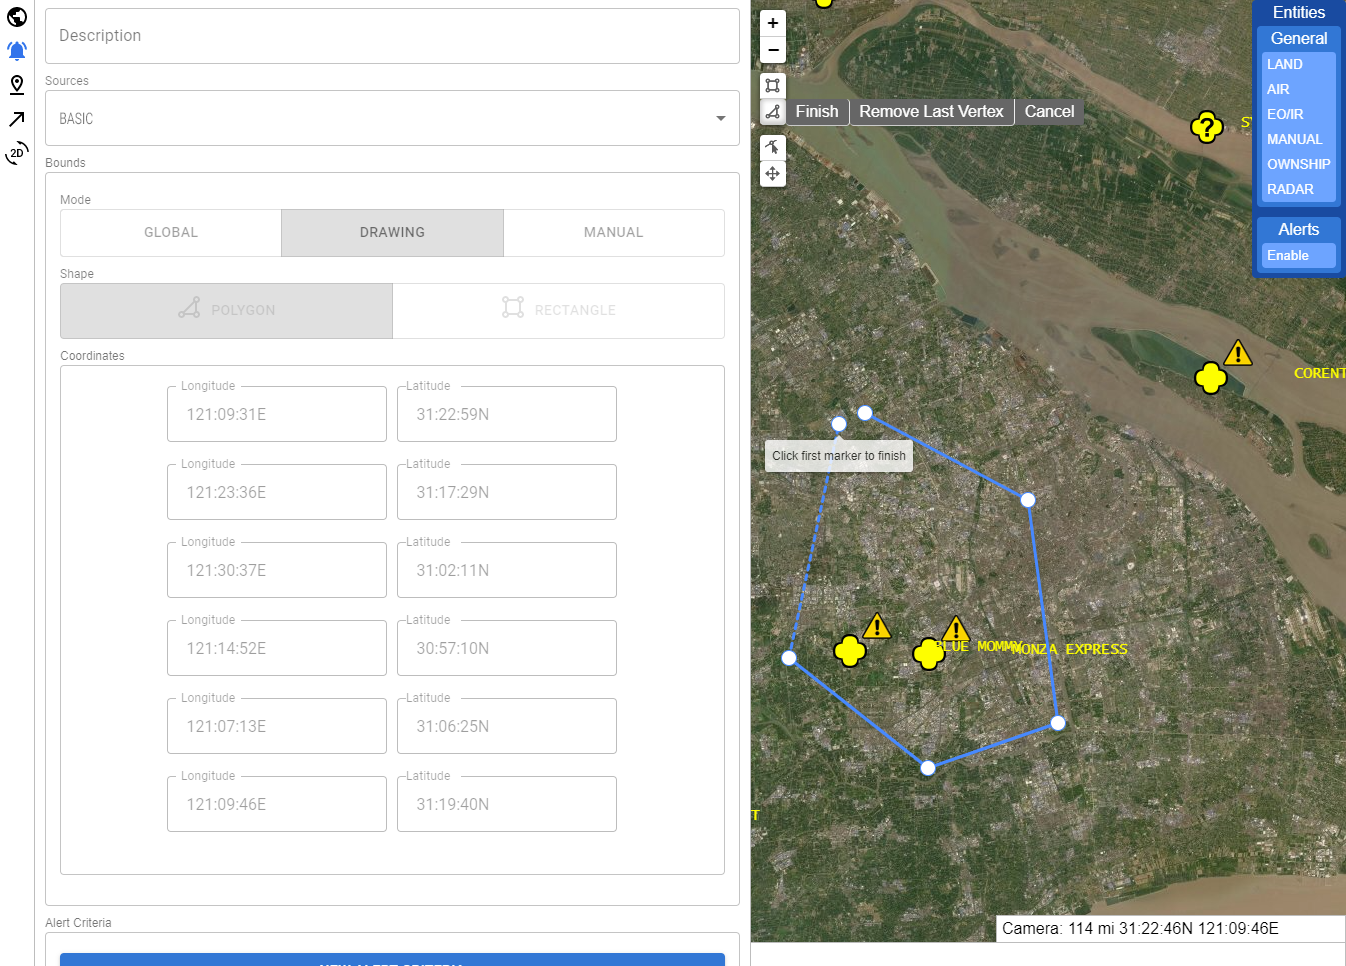 Description
Sources
BASIC
Bounds
Mode
GLOBAL
DRAWING
MANUAL
Shape
POLYGON
RECTANGLE
Coordinates
Longitude
121:09:31E
Latitude
31:22:59N
Longitude
121:23:36E
Latitude
31:17:29N
Longitude
121:30:37E
Latitude
31:02:11N
Longitude
121:14:52E
Latitude
30:57:10N
Longitude
121:07:13E
Latitude
31:06:25N
Longitude
121:09:46E
Latitude
31:19:40N
Alert Criteria
2D
+
−
Finish
Remove Last Vertex
Cancel
?
Entities
General
LAND
AIR
EO/IR
MANUAL
OWNSHIP
RADAR
Alerts
Enable
CORENT
Click first marker to finish
BLUE MOMMY
MONZA EXPRESS
T
Camera: 114 mi 31:22:46N 121:09:46E